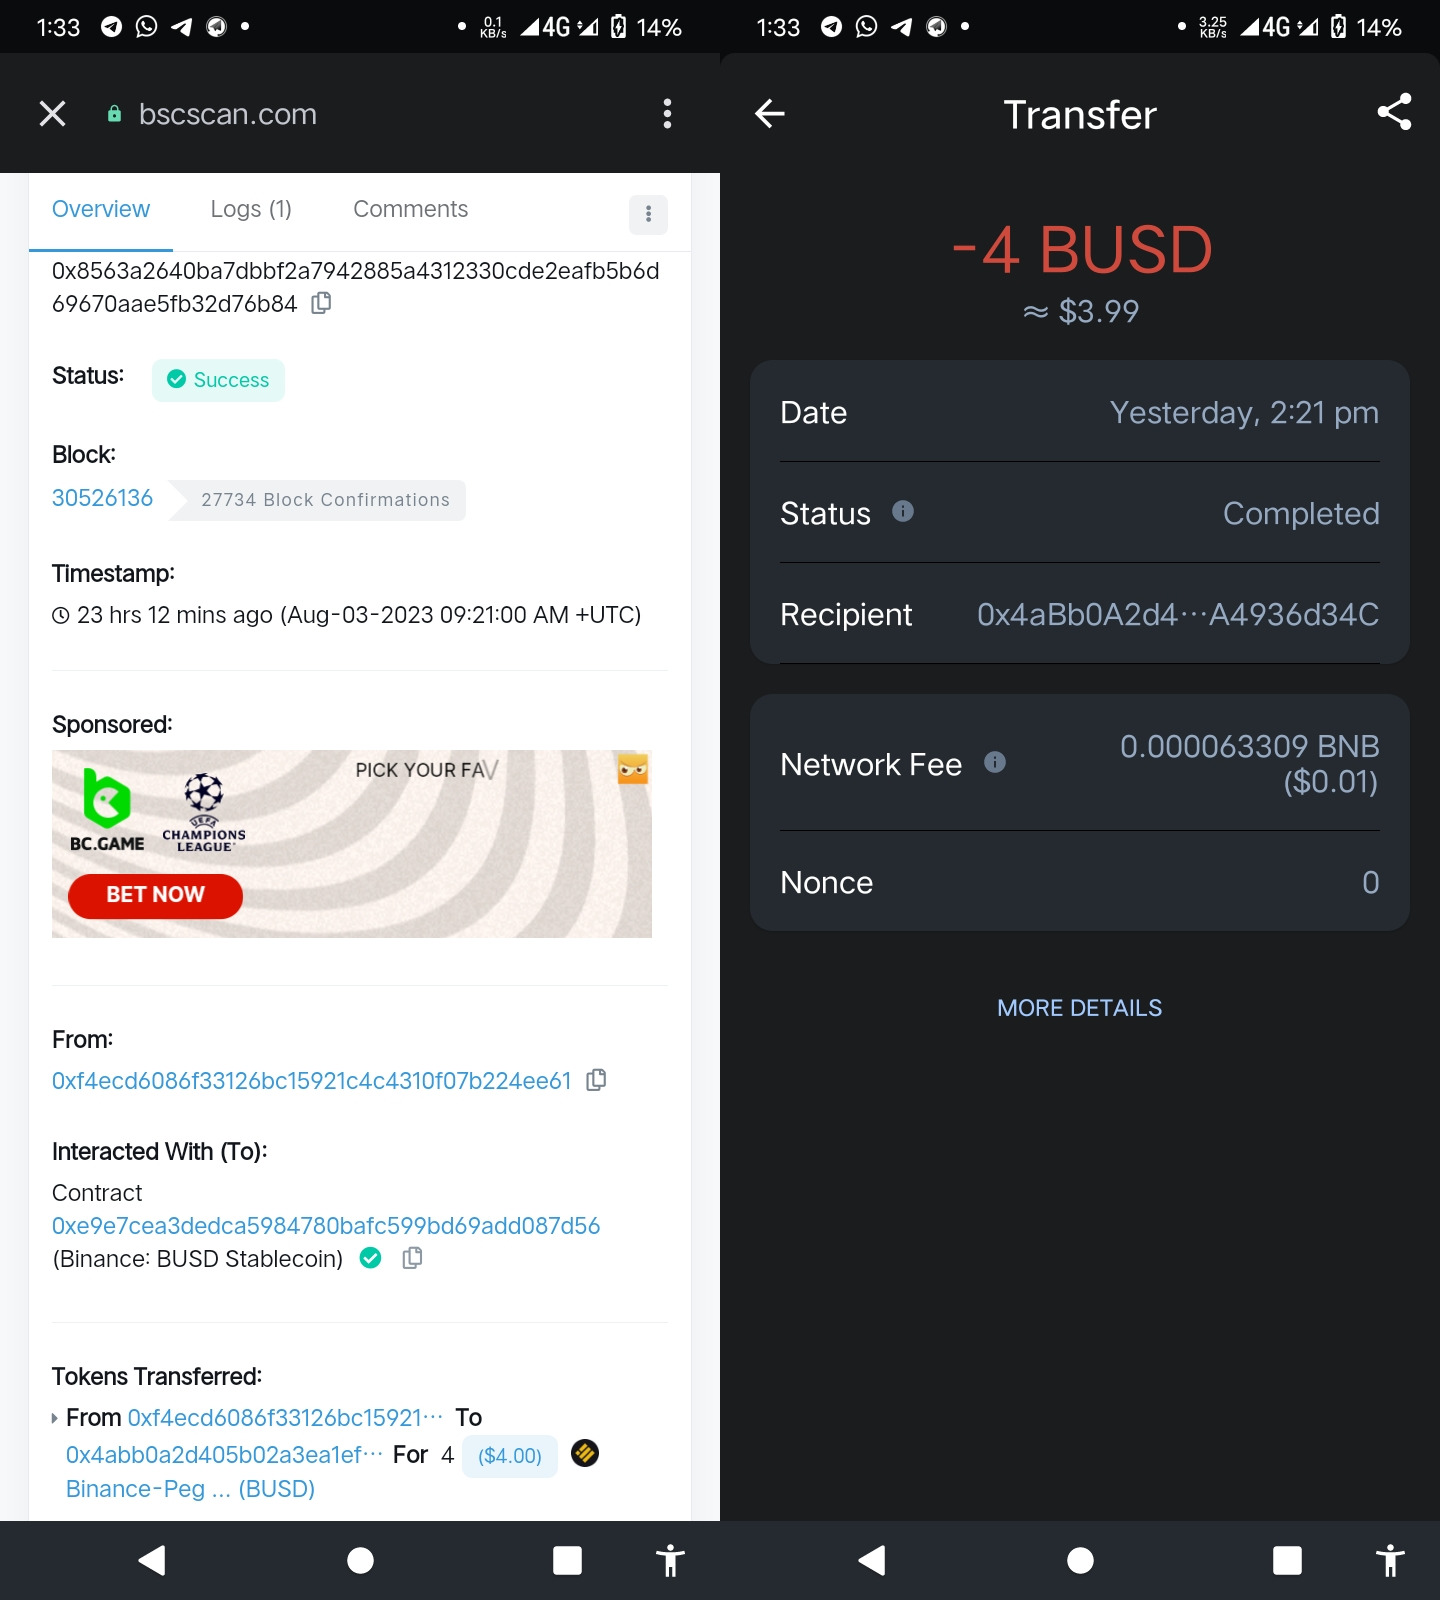 1:33
0.1
KB/s
4G
14%
bscscan.com
Overview
Logs (1)
Comments
0x8563a2640ba7dbbf2a7942885a4312330cde2eafb5b6d
69670aae5fb32d76b84
Status:
Success
Block:
30526136
27734 Block Confirmations
Timestamp:
23 hrs 12 mins ago (Aug-03-2023 09:21:00 AM +UTC)
Sponsored:
PICK YOUR FAV
BC.GAME
UEFA
CHAMPIONS
LEAGUE
BET NOW
From:
0xf4ecd6086f33126bc15921c4c4310f07b224ee61
Interacted With (To):
Contract
0xe9e7cea3dedca5984780bafc599bd69add087d56
(Binance: BUSD Stablecoin)
Tokens Transferred:
From 0xf4ecd6086f33126bc15921... To
0x4abb0a2d405b02a3ea1ef... For 4 ($4.00)
Binance-Peg ... (BUSD)
1:33
3.25
KB/s
4G
14%
Transfer
-4 BUSD
≈ $3.99
Date
Yesterday, 2:21 pm
Status
Completed
Recipient
0x4aBb0A2d4...A4936d34C
Network Fee
0.000063309 BNB
($0.01)
Nonce
0
MORE DETAILS